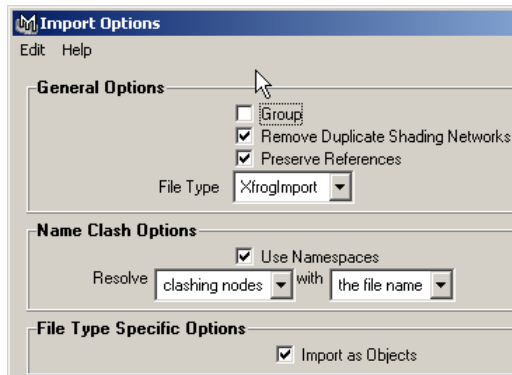 Import Options
Edit Help
General Options
Group
Remove Duplicate Shading Networks
Preserve References
File Type XfrogImport
Name Clash Options
Use Namespaces
Resolve clashing nodes with the file name
File Type Specific Options
Import as Objects